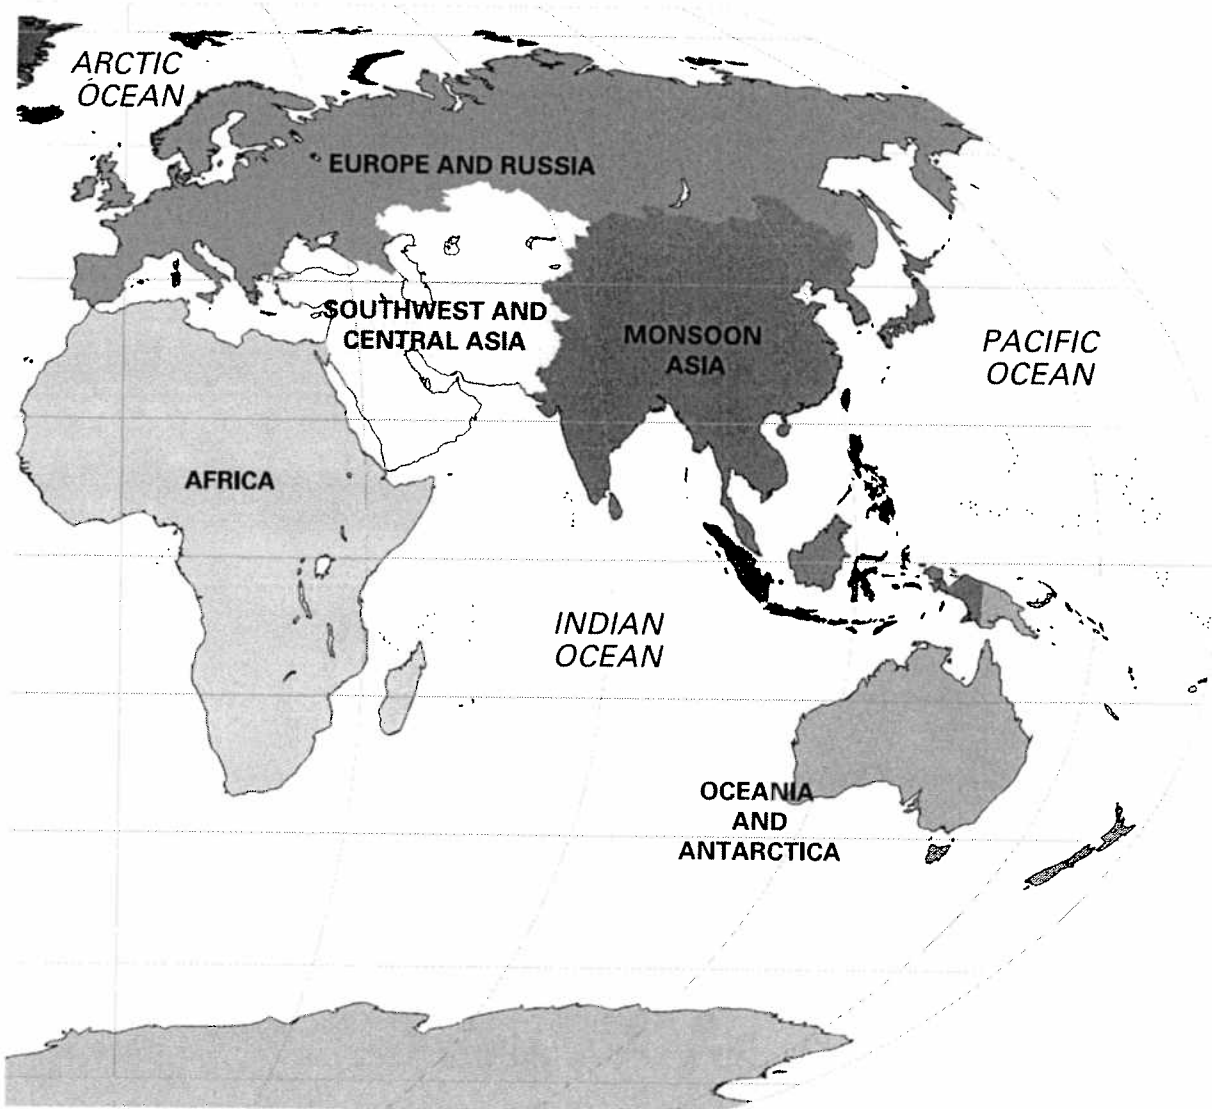 ARCTIC
OCEAN
EUROPE AND RUSSIA
SOUTHWEST AND
CENTRAL ASIA
MONSOON
ASIA
PACIFIC
OCEAN
AFRICA
INDIAN
OCEAN
OCEANIA
AND
ANTARCTICA